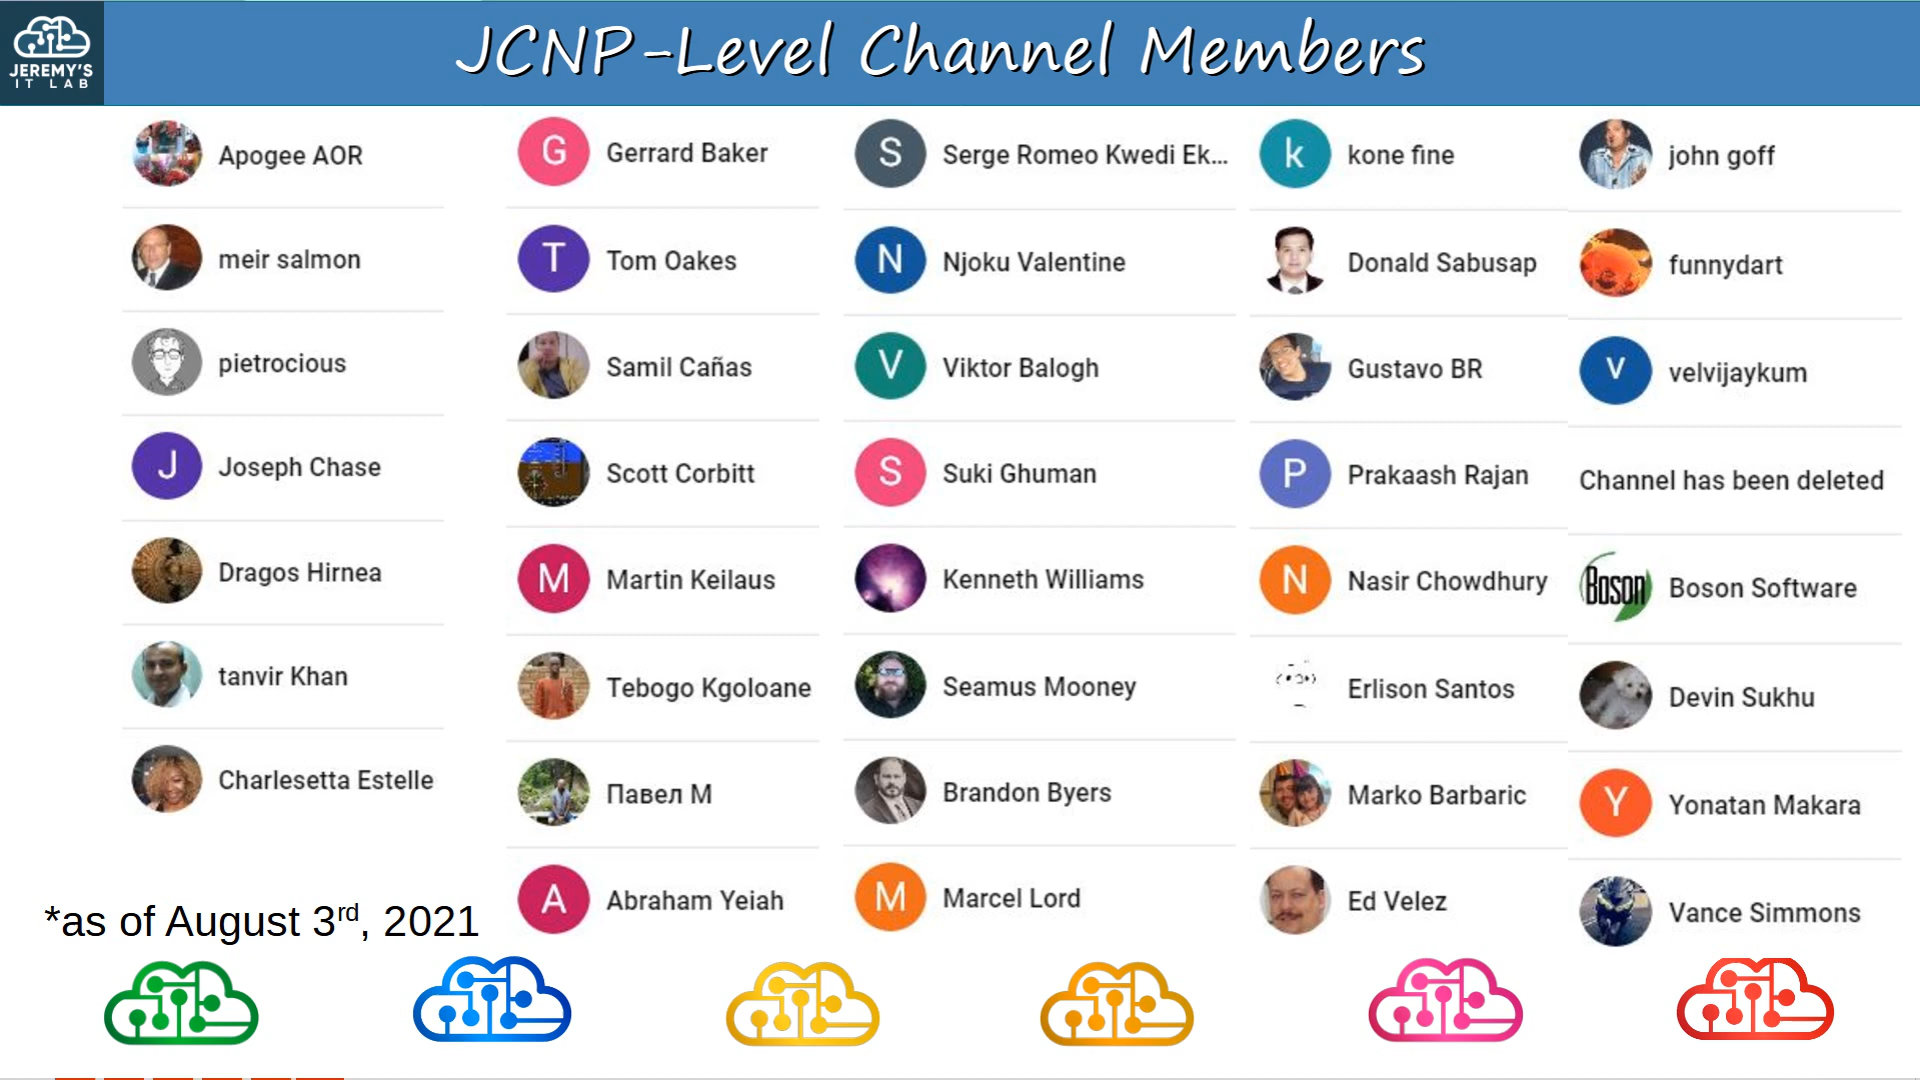 JEREMY'S
IT LAB
JCNP-Level Channel Members
Apogee AOR
meir salmon
pietrocious
J
Joseph Chase
Dragos Hirnea
tanvir Khan
Charlesetta Estelle
G
Gerrard Baker
T
Tom Oakes
Samil Cañas
Scott Corbitt
M
Martin Keilaus
Tebogo Kgoloane
Павел М
A
Abraham Yeiah
S
Serge Romeo Kwedi Ek...
N
Njoku Valentine
V
Viktor Balogh
S
Suki Ghuman
Kenneth Williams
Seamus Mooney
Brandon Byers
M
Marcel Lord
k
kone fine
Donald Sabusap
Gustavo BR
P
Prakaash Rajan
N
Nasir Chowdhury
Erlison Santos
Marko Barbaric
Ed Velez
john goff
funnydart
v
velvijaykum
Channel has been deleted
Boson
Boson Software
Devin Sukhu
Y
Yonatan Makara
Vance Simmons
*as of August 3rd, 2021